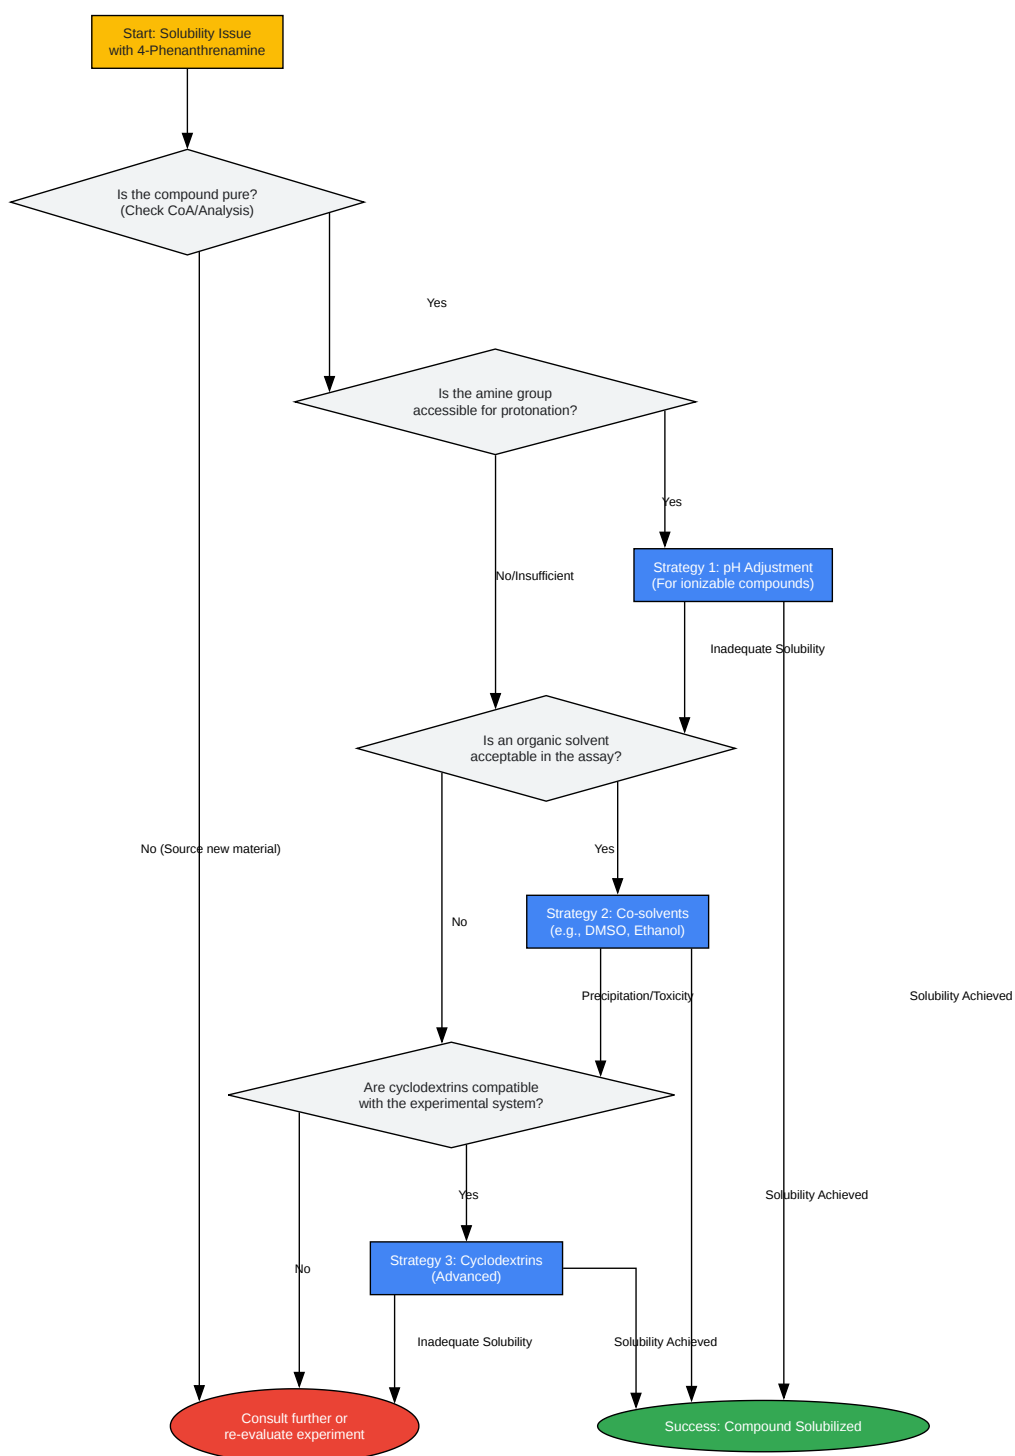 Start: Solubility Issue
with 4-Phenanthrenamine
Is the compound pure?
(Check CoA/Analysis)
Yes
Is the amine group
accessible for protonation?
Yes
Strategy 1: pH Adjustment
(For ionizable compounds)
No/Insufficient
Inadequate Solubility
Is an organic solvent
acceptable in the assay?
No (Source new material)
Yes
Strategy 2: Co-solvents
(e.g., DMSO, Ethanol)
No
Precipitation/Toxicity
Solubility Achieved
Are cyclodextrins compatible
with the experimental system?
Yes
Solubility Achieved
Strategy 3: Cyclodextrins
(Advanced)
No
Inadequate Solubility
Solubility Achieved
Consult further or
re-evaluate experiment
Success: Compound Solubilized